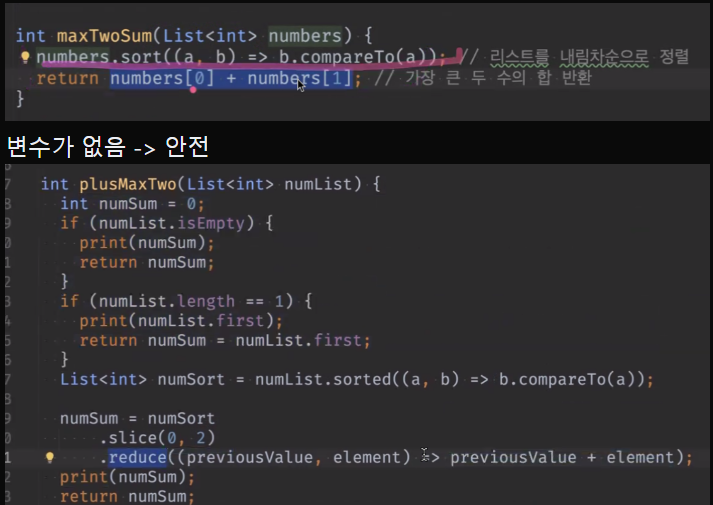 int maxTwoSum(List<int> numbers) {
numbers.sort((a, b) => b.compareTo(a)); // 리스트를 내림차순으로 정렬
return numbers[0] + numbers[1]; // 가장 큰 두 수의 합 반환
}
변수가 없음 -> 안전
7 int plusMaxTwo(List<int> numList) {
8 int numSum = 0;
9 if (numList.isEmpty) {
0 print(numSum);
1 return numSum;
2 }
3 if (numList.length == 1) {
4 print(numList.first);
5 return numSum = numList.first;
6 }
7 List<int> numSort = numList.sorted((a, b) => b.compareTo(a));
9 numSum = numSort
0 .slice(0, 2)
1 .reduce((previousValue, element) => previousValue + element);
2 print(numSum);
3 return numSum;